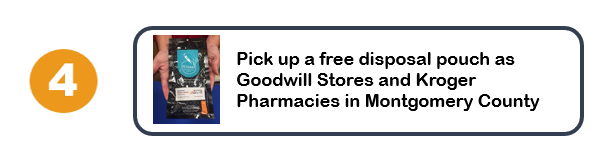 4
Pick up a free disposal pouch as
Goodwill Stores and Kroger
Pharmacies in Montgomery County